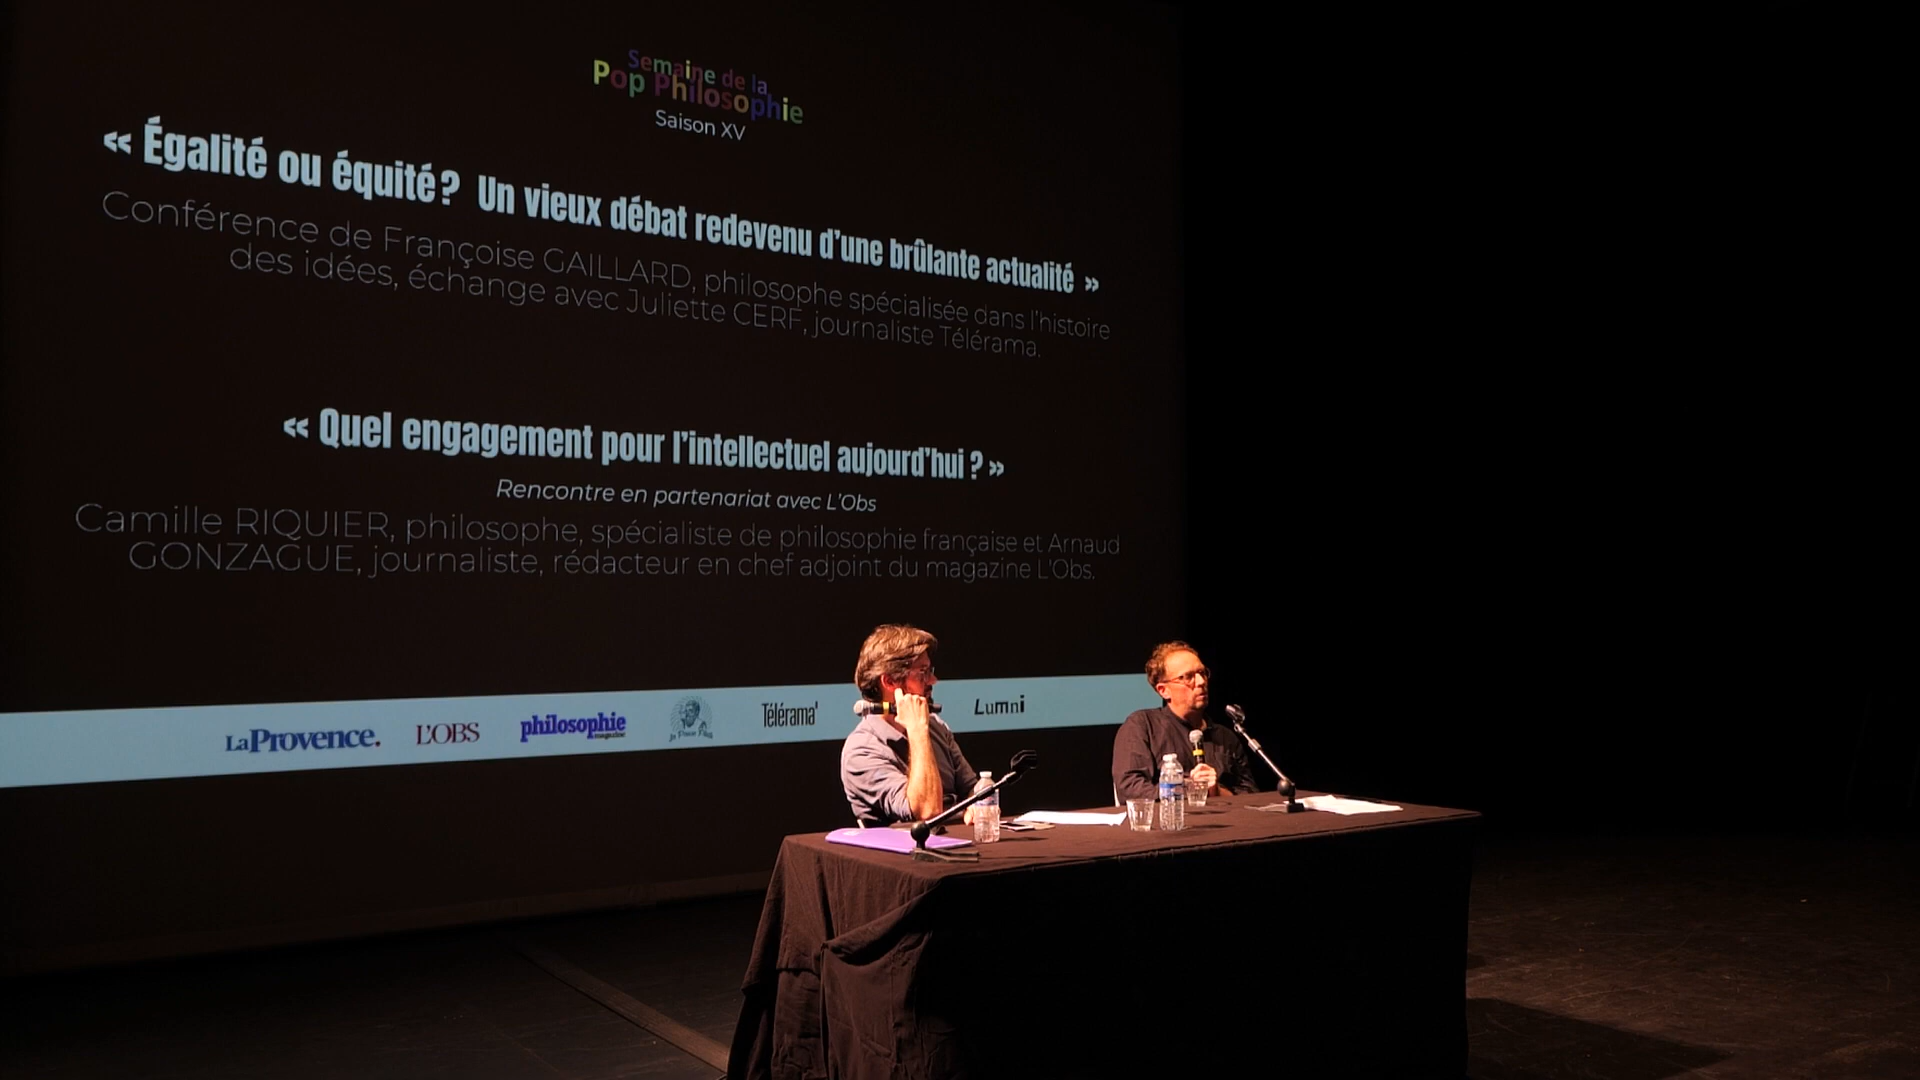 Semaine de la
Pop Philosophie
Saison XV
« Égalité ou équité ? Un vieux débat redevenu d'une brûlante actualité »
Conférence de Françoise GAILLARD, philosophe spécialisée dans l'histoire
des idées, échange avec Juliette CERF, journaliste Télérama.
« Quel engagement pour l'intellectuel aujourd'hui ? »
Rencontre en partenariat avec L'Obs
Camille RIQUIER, philosophe, spécialiste de philosophie française et Arnaud
GONZAGUE, journaliste, rédacteur en chef adjoint du magazine L'Obs.
LaProvence. L'OBS philosophie magazine Télérama' Lumni